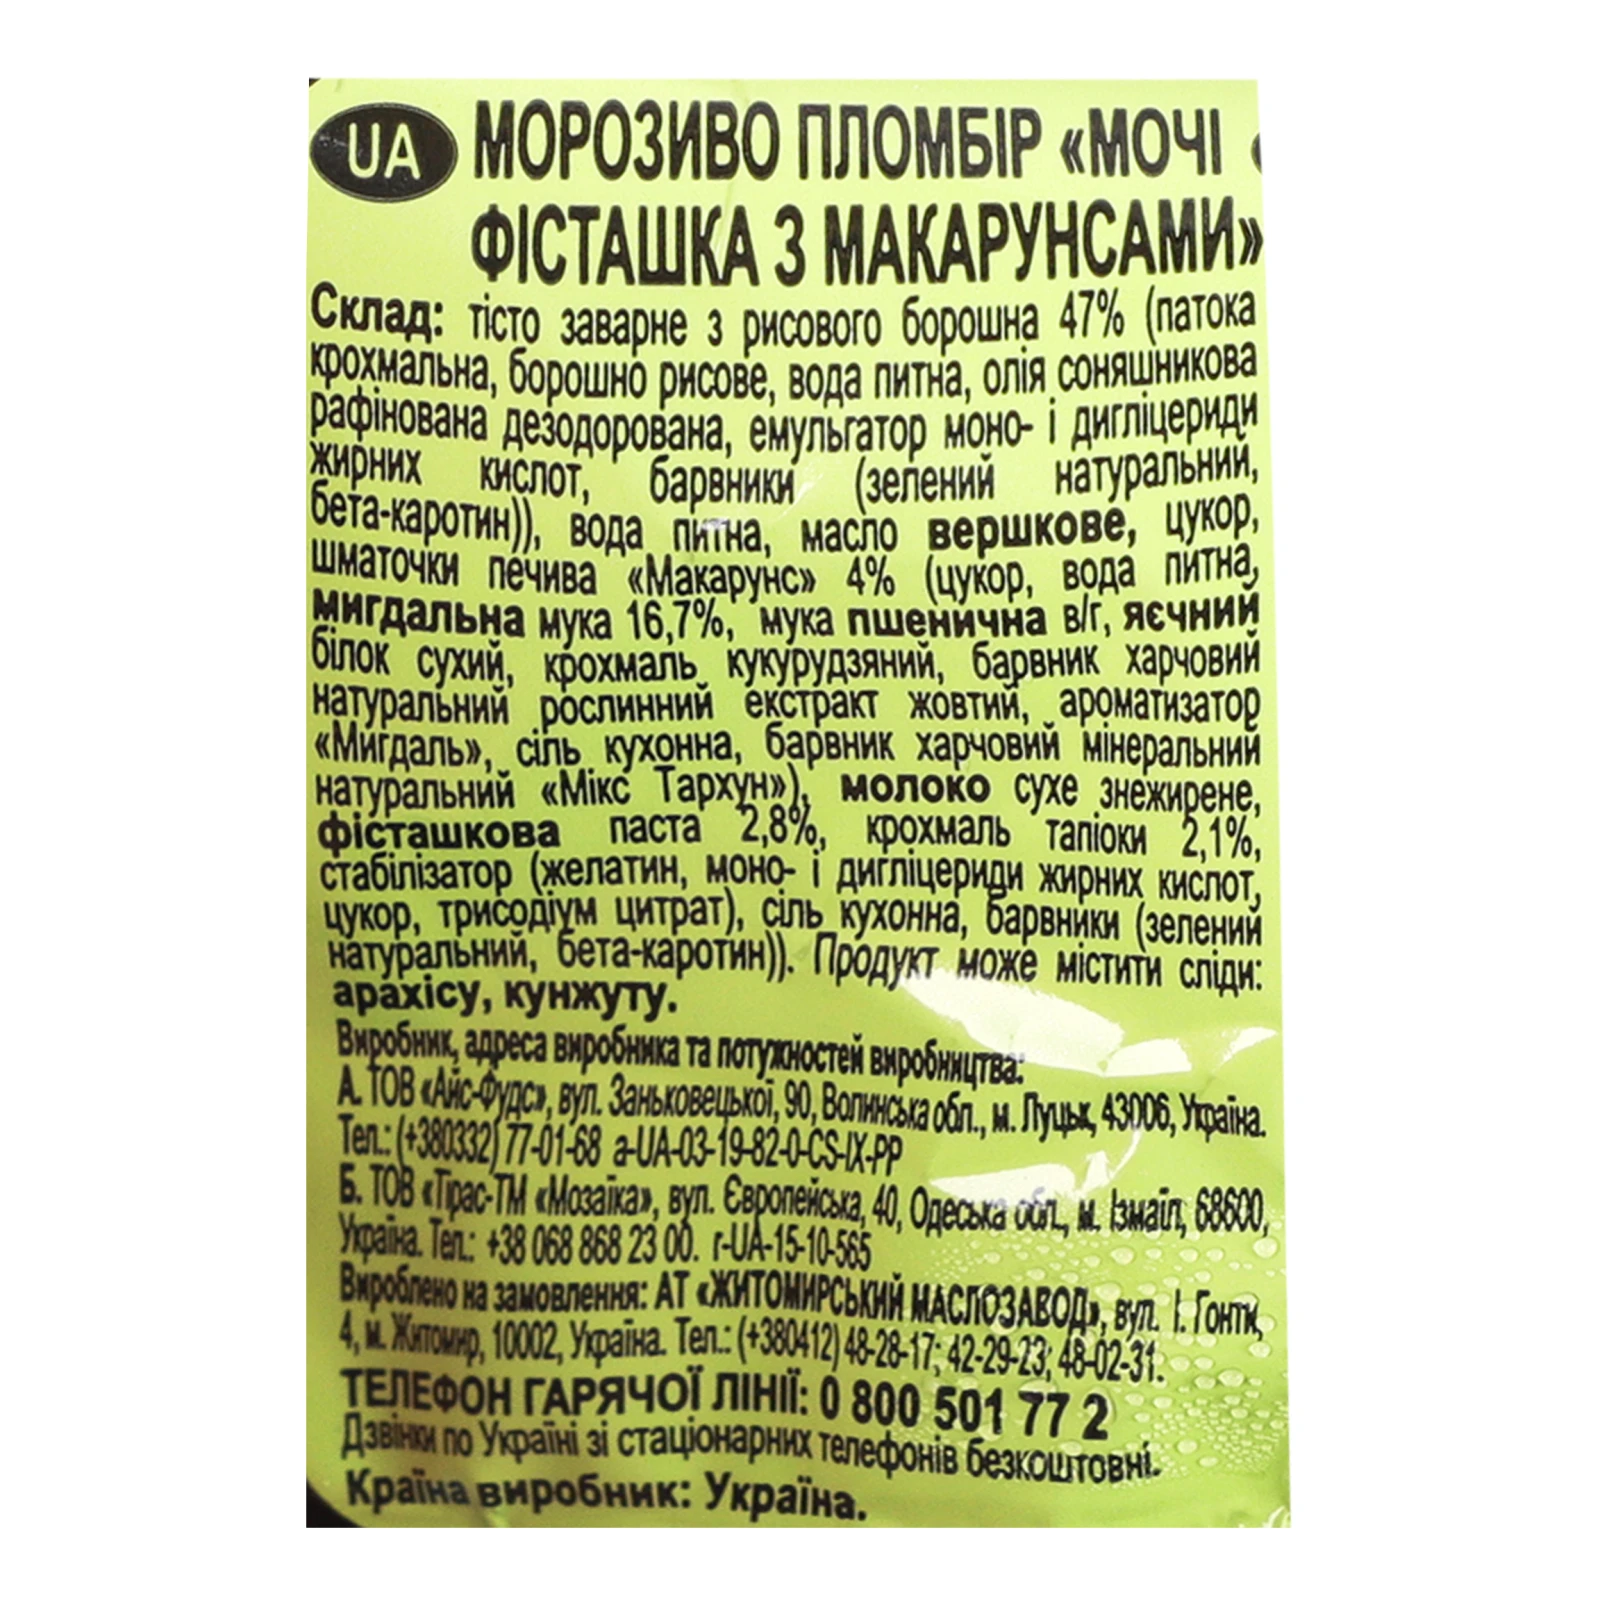 UA МОРОЗИВО ПЛОМБІР «МОЧІ
ФІСТАШКА З МАКАРУНСАМИ»
Склад: тісто заварне з рисового борошна 47% (патока
крохмальна, борошно рисове, вода питна, олія соняшникова
рафінована дезодорована, емульгатор моно- і дигліцериди
жирних кислот, барвники (зелений натуральний,
бета-каротин)), вода питна, масло вершкове, цукор,
шматочки печива «Макарунс» 4% (цукор, вода питна,
мигдальна мука 16,7%, мука пшенична в/г, яєчний
білок сухий, крохмаль кукурудзяний, барвник харчовий
натуральний рослинний екстракт жовтий, ароматизатор
«Мигдаль», сіль кухонна, барвник харчовий мінеральний
натуральний «Мікс Тархун»), молоко сухе знежирене,
фісташкова паста 2,8%, крохмаль тапіоки 2,1%,
стабілізатор (желатин, моно- і дигліцериди жирних кислот,
цукор, трисодіум цитрат), сіль кухонна, барвники (зелений
натуральний, бета-каротин)). Продукт може містити сліди:
арахісу, кунжуту.
Виробник, адреса виробника та потужностей виробництва:
А. ТОВ «Айс-Фудс», вул. Заньковецької, 90, Волинська обл., м. Луцьк, 43006, Україна.
Тел.: (+380332) 77-01-68 a-UA-03-19-82-0-CS-IX-PP
Б. ТОВ «Тірас-ТМ «Мозаїка», вул. Європейська, 40, Одеська обл., м. Ізмаїл, 68600,
Україна. Тел.: +38 068 868 23 00. r-UA-15-10-565
Вироблено на замовлення: АТ «ЖИТОМИРСЬКИЙ МАСЛОЗАВОД», вул. І. Гонти,
4, м. Житомир, 10002, Україна. Тел.: (+380412) 48-28-17; 42-29-23; 48-02-31.
ТЕЛЕФОН ГАРЯЧОЇ ЛІНІЇ: 0 800 501 77 2
Дзвінки по Україні зі стаціонарних телефонів безкоштовні.
Країна виробник: Україна.